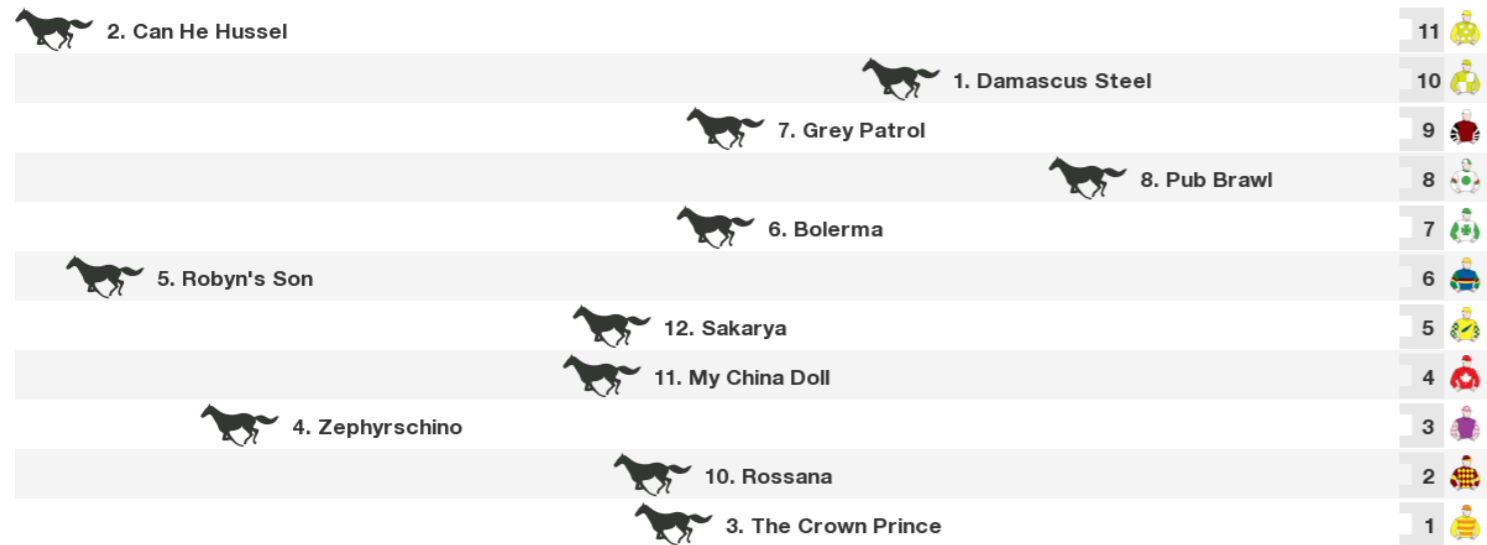 2. Can He Hussel 11
1. Damascus Steel 10
7. Grey Patrol 9
8. Pub Brawl 8
6. Bolerma 7
5. Robyn's Son 6
12. Sakarya 5
11. My China Doll 4
4. Zephyrschino 3
10. Rossana 2
3. The Crown Prince 1